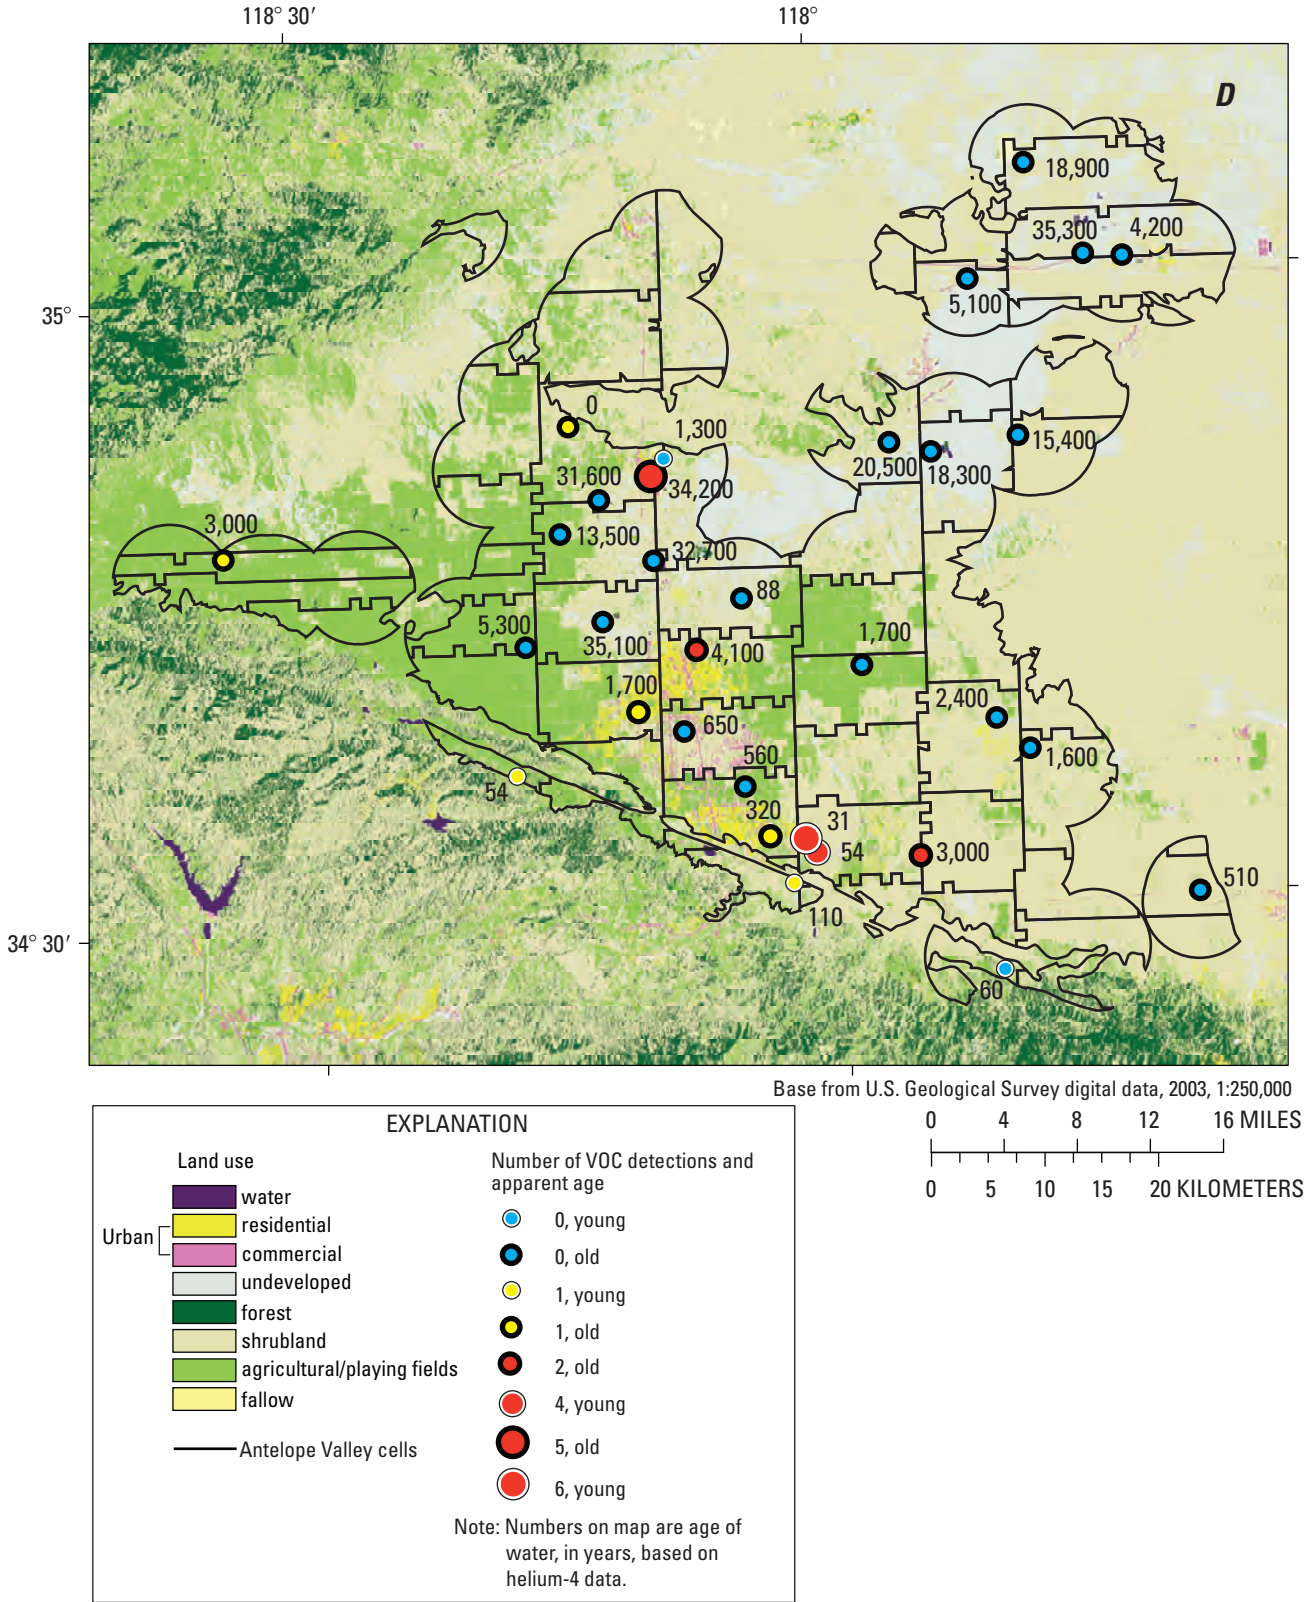 118° 30′
118°
D
18,900
35,300
4,200
5,100
35°
0
1,300
15,400
20,500
18,300
31,600
34,200
3,000
13,500
32,700
88
5,300
35,100
4,100
1,700
1,700
2,400
650
560
1,600
54
320
31
54
3,000
510
110
34° 30′
60
Base from U.S. Geological Survey digital data, 2003, 1:250,000
0 4 8 12 16 MILES
0 5 10 15 20 KILOMETERS
EXPLANATION
Land use
water
Urban
residential
commercial
undeveloped
forest
shrubland
agricultural/playing fields
fallow
Antelope Valley cells
Number of VOC detections and
apparent age
0, young
0, old
1, young
1, old
2, old
4, young
5, old
6, young
Note: Numbers on map are age of
water, in years, based on
helium-4 data.